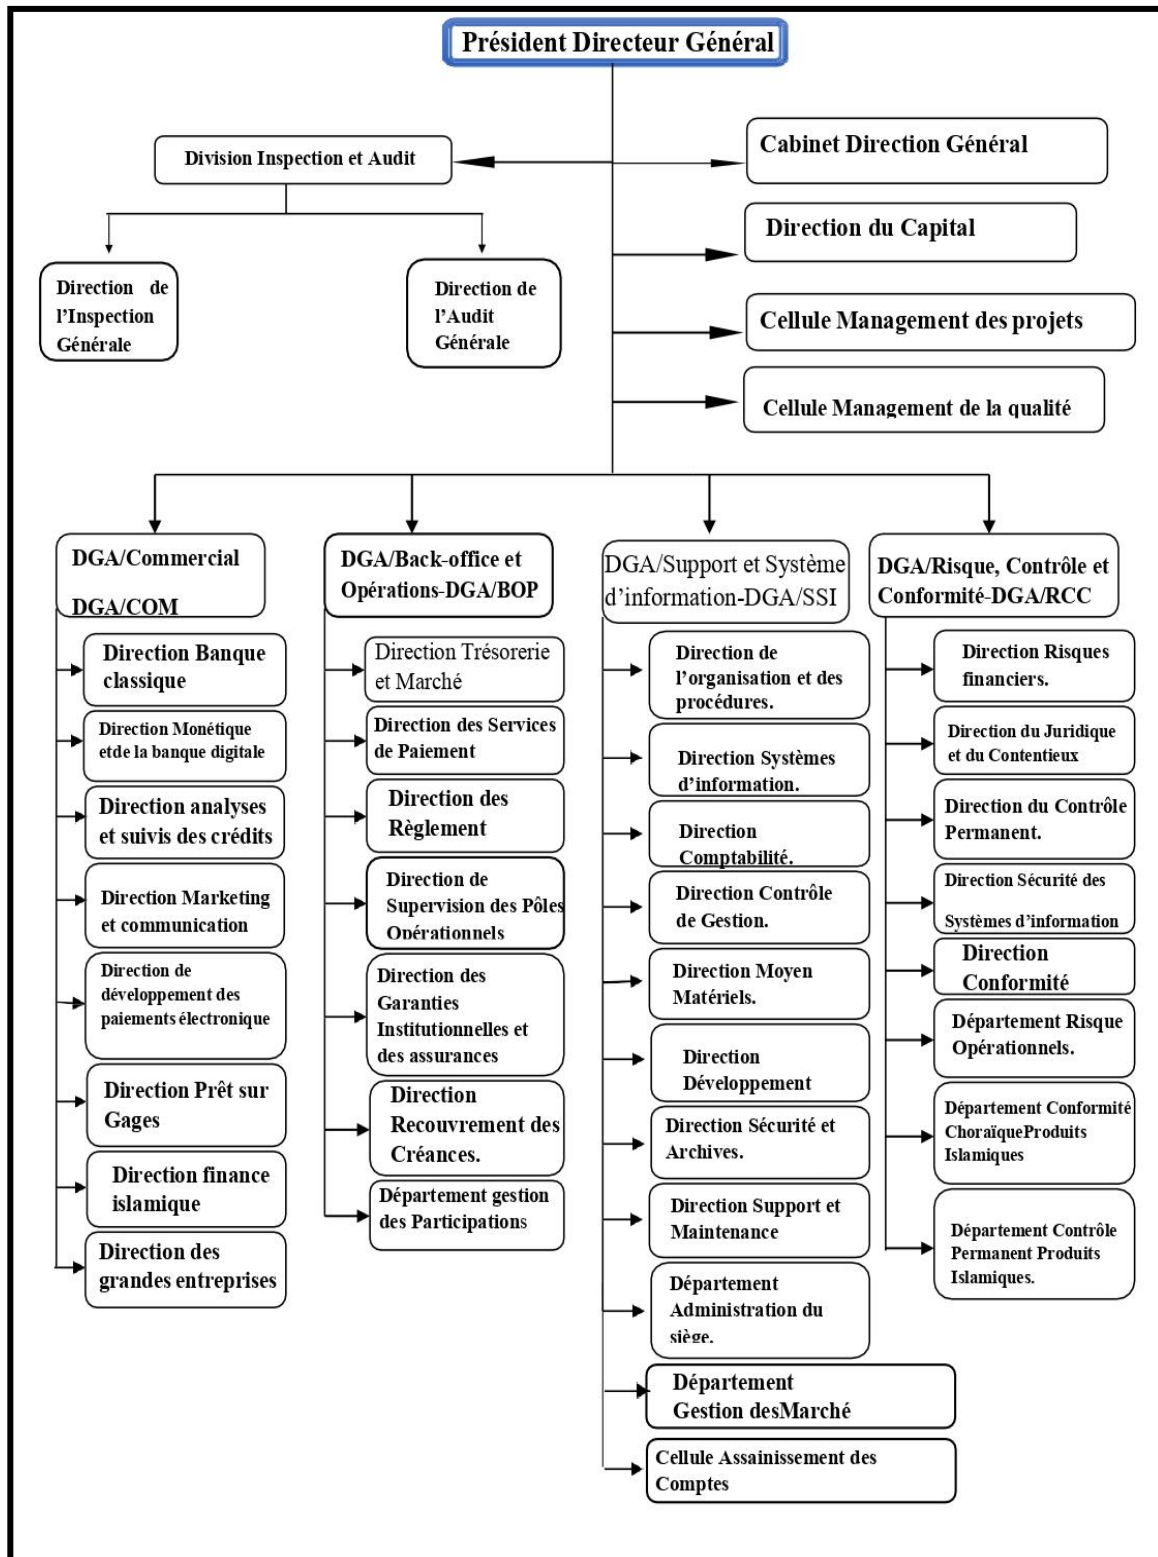 Président Directeur Général
Division Inspection et Audit
Cabinet Direction Général
Direction du Capital
Cellule Management des projets
Cellule Management de la qualité
Direction de
l'Inspection
Générale
Direction de
l'Audit
Générale
DGA/Commercial
DGA/COM
Direction Banque
classique
Direction Monétique
etde la banque digitale
Direction analyses
et suivis des crédits
Direction Marketing
et communication
Direction de
développement des
paiements électronique
Direction Prêt sur
Gages
Direction finance
islamique
Direction des
grandes entreprises
DGA/Back-office et
Opérations-DGA/BOP
Direction Trésorerie
et Marché
Direction des Services
de Paiement
Direction des
Règlement
Direction de
Supervision des Pôles
Opérationnels
Direction des
Garanties
Institutionnelles et
des assurances
Direction
Recouvrement des
Créances.
Département gestion
des Participations
DGA/Support et Système
d'information-DGA/SSI
Direction de
l'organisation et des
procédures.
Direction Systèmes
d'information.
Direction
Comptabilité.
Direction Contrôle
de Gestion.
Direction Moyen
Matériels.
Direction
Développement
Direction Sécurité et
Archives.
Direction Support et
Maintenance
Département
Administration du
siège.
Département
Gestion desMarché
Cellule Assainissement des
Comptes
DGA/Risque, Contrôle et
Conformité-DGA/RCC
Direction Risques
financiers.
Direction du Juridique
et du Contentieux
Direction du Contrôle
Permanent.
Direction Sécurité des
Systèmes d'information
Direction
Conformité
Département Risque
Opérationnels.
Département Conformité
ChoraïqueProduits
Islamiques
Département Contrôle
Permanent Produits
Islamiques.